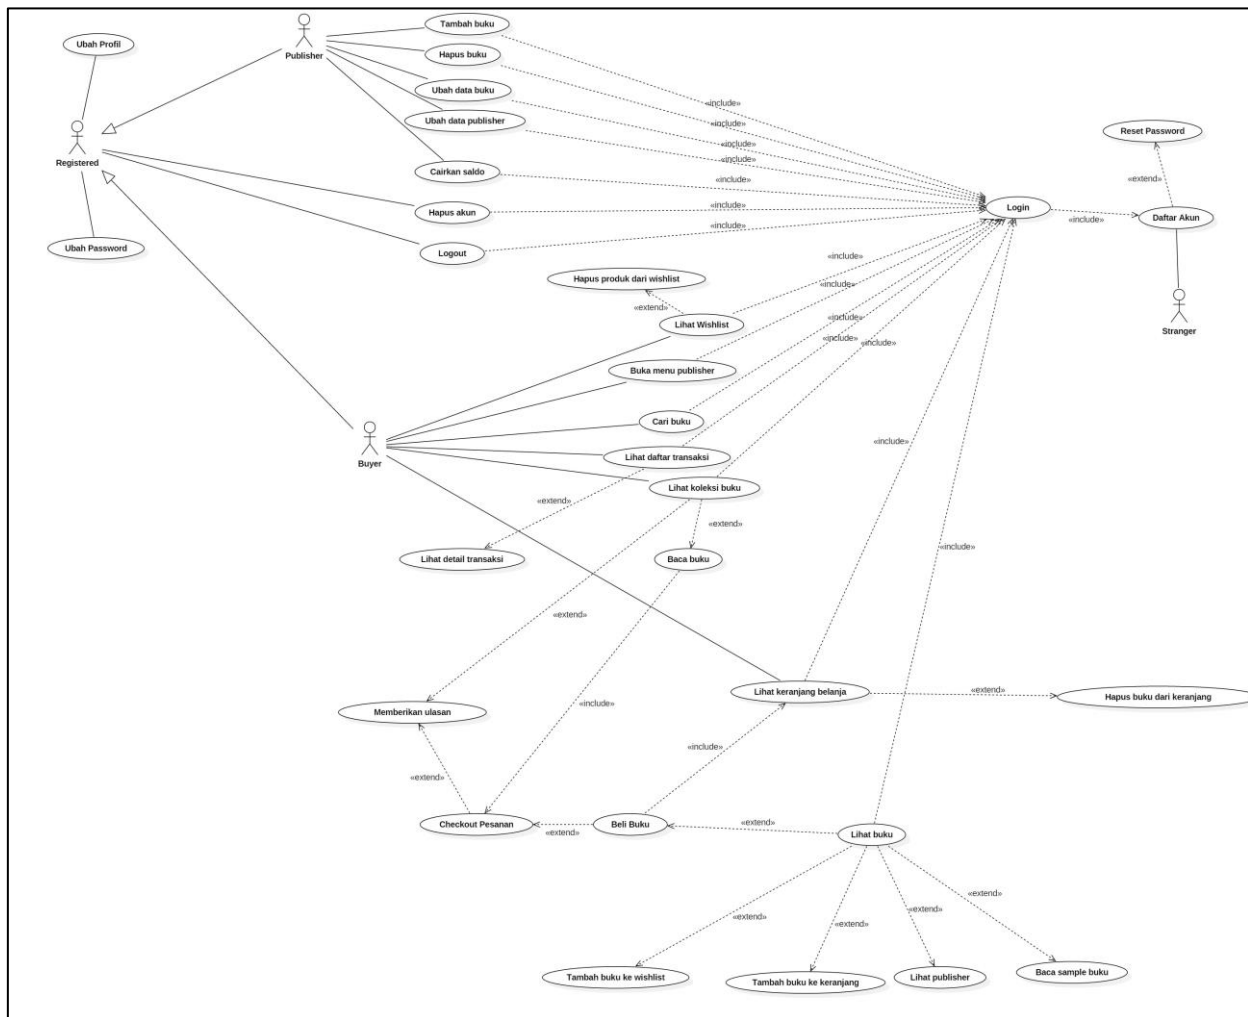 Tambah buku
Ubah Profil
Publisher
Hapus buku
Ubah data buku
«include»
Ubah data publisher
«include»
«include»
Reset Password
«include»
Registered
Cairkan saldo
«include»
«extend»
Hapus akun
«include»
Login
«include»
Daftar Akun
Ubah Password
Logout
«include»
«include»
Hapus produk dari wishlist
«include»
«extend»
Lihat Wishlist
«include»
Stranger
«include»
«include»
Buka menu publisher
Cari buku
Buyer
Lihat daftar transaksi
«include»
Lihat koleksi buku
«extend»
«extend»
«include»
Lihat detail transaksi
Baca buku
«extend»
Lihat keranjang belanja
«extend»
Hapus buku dari keranjang
Memberikan ulasan
«include»
«include»
«extend»
Checkout Pesanan
«extend»
Beli Buku
«extend»
Lihat buku
«extend»
«extend»
«extend»
«extend»
Tambah buku ke wishlist
Tambah buku ke keranjang
Lihat publisher
Baca sample buku